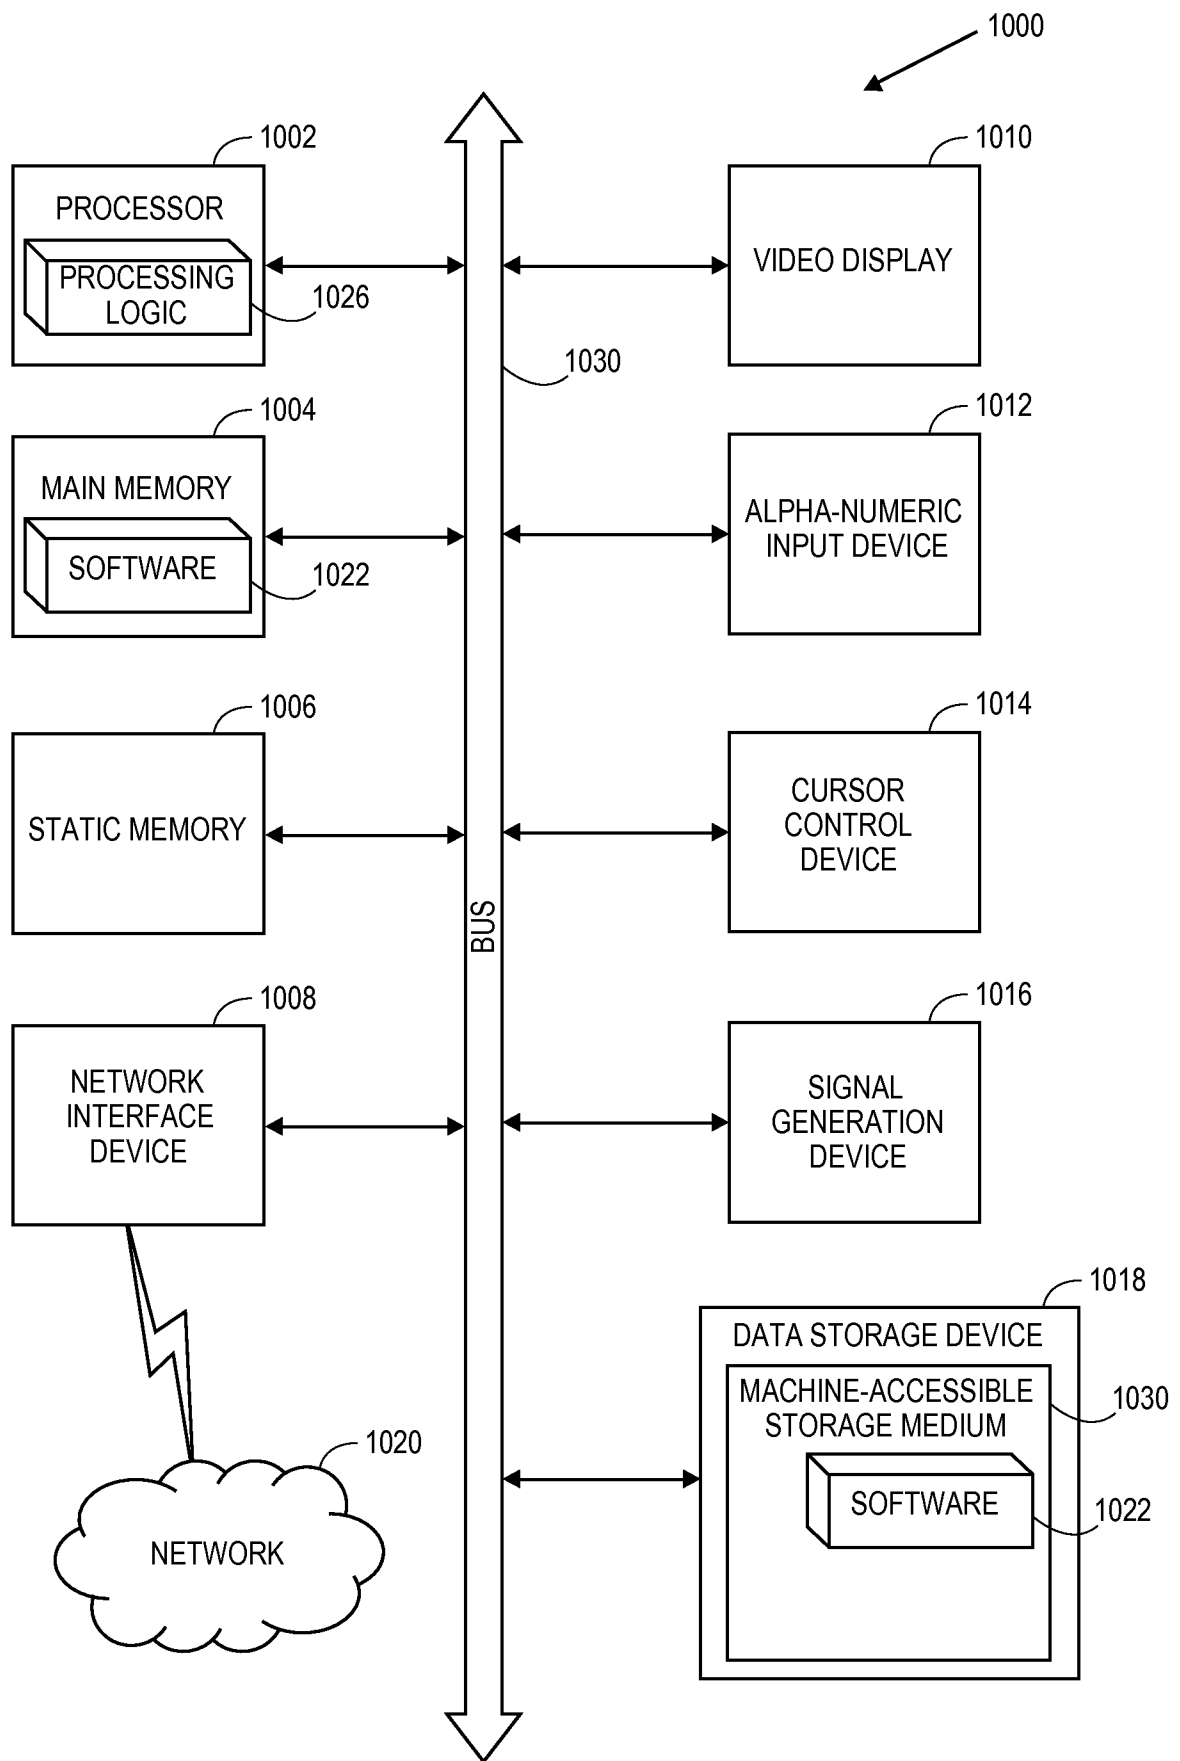 1000
1002
PROCESSOR
PROCESSING
LOGIC
1026
1004
MAIN MEMORY
SOFTWARE
1022
1006
STATIC MEMORY
1008
NETWORK
INTERFACE
DEVICE
1020
NETWORK
BUS
1030
1010
VIDEO DISPLAY
1012
ALPHA-NUMERIC
INPUT DEVICE
1014
CURSOR
CONTROL
DEVICE
1016
SIGNAL
GENERATION
DEVICE
1018
DATA STORAGE DEVICE
MACHINE-ACCESSIBLE
STORAGE MEDIUM
1030
SOFTWARE
1022